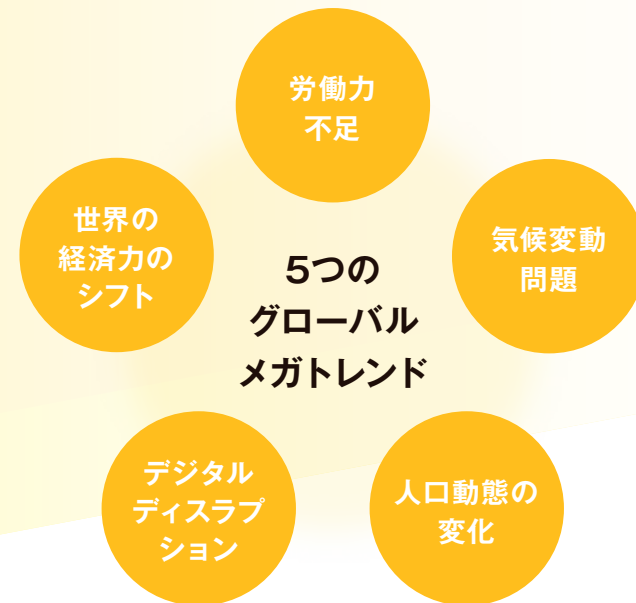 労働力
不足
世界の
経済力の
シフト
気候変動
問題
5つの
グローバル
メガトレンド
デジタル
ディスラプ
ション
人口動態の
変化